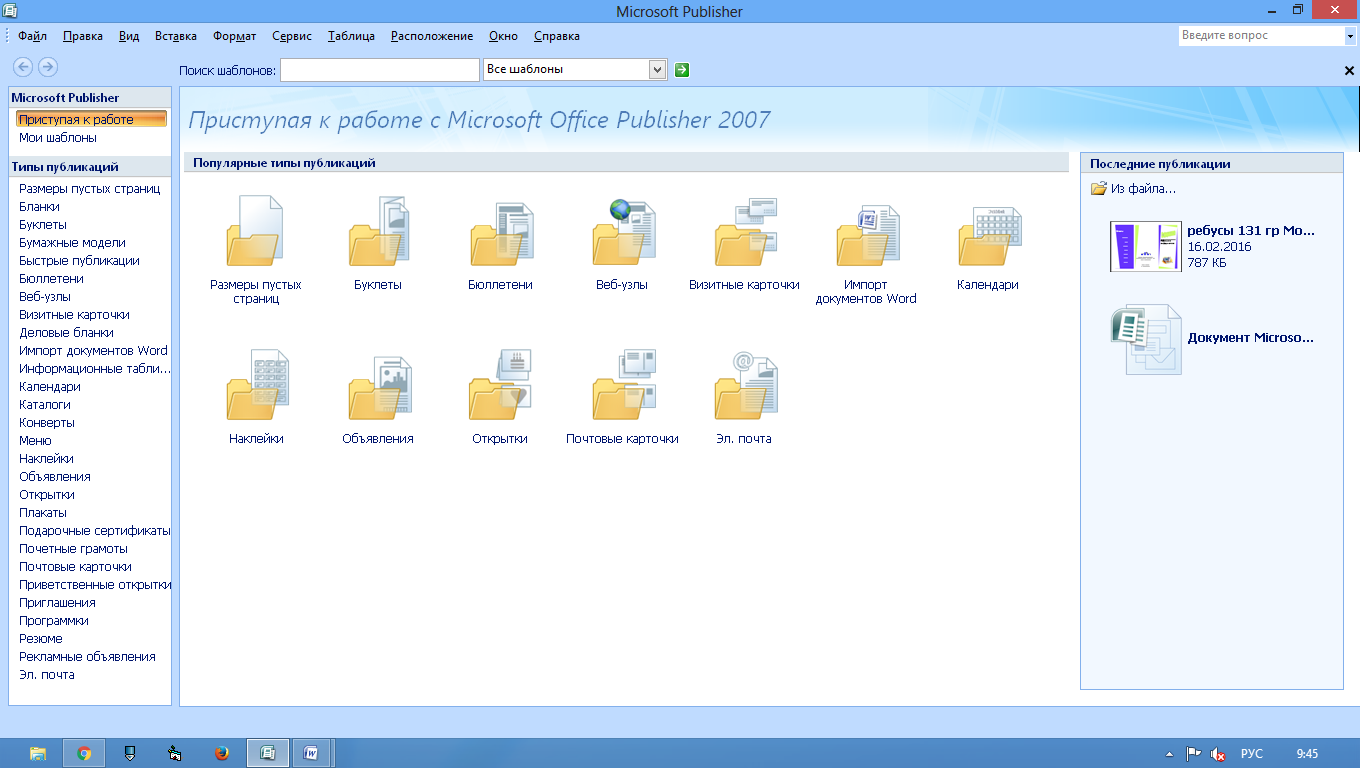 Microsoft Publisher
Файл Правка Вид Вставка Формат Сервис Таблица Расположение Окно Справка
Введите вопрос
Поиск шаблонов:
Все шаблоны
Microsoft Publisher
Приступая к работе
Мои шаблоны
Типы публикаций
Размеры пустых страниц
Бланки
Буклеты
Бумажные модели
Быстрые публикации
Бюллетени
Веб-узлы
Визитные карточки
Деловые бланки
Импорт документов Word
Информационные табли...
Календари
Каталоги
Конверты
Меню
Наклейки
Объявления
Открытки
Плакаты
Подарочные сертификаты
Почетные грамоты
Почтовые карточки
Приветственные открытки
Приглашения
Программки
Резюме
Рекламные объявления
Эл. почта
Приступая к работе с Microsoft Office Publisher 2007
Популярные типы публикаций
Размеры пустых
страниц
Буклеты
Бюллетени
Веб-узлы
Визитные карточки
Импорт
документов Word
Календари
Наклейки
Объявления
Открытки
Почтовые карточки
Эл. почта
Последние публикации
Из файла...
ребусы 131 гр Мо...
16.02.2016
787 КБ
Документ Microso...
РУС
9:45